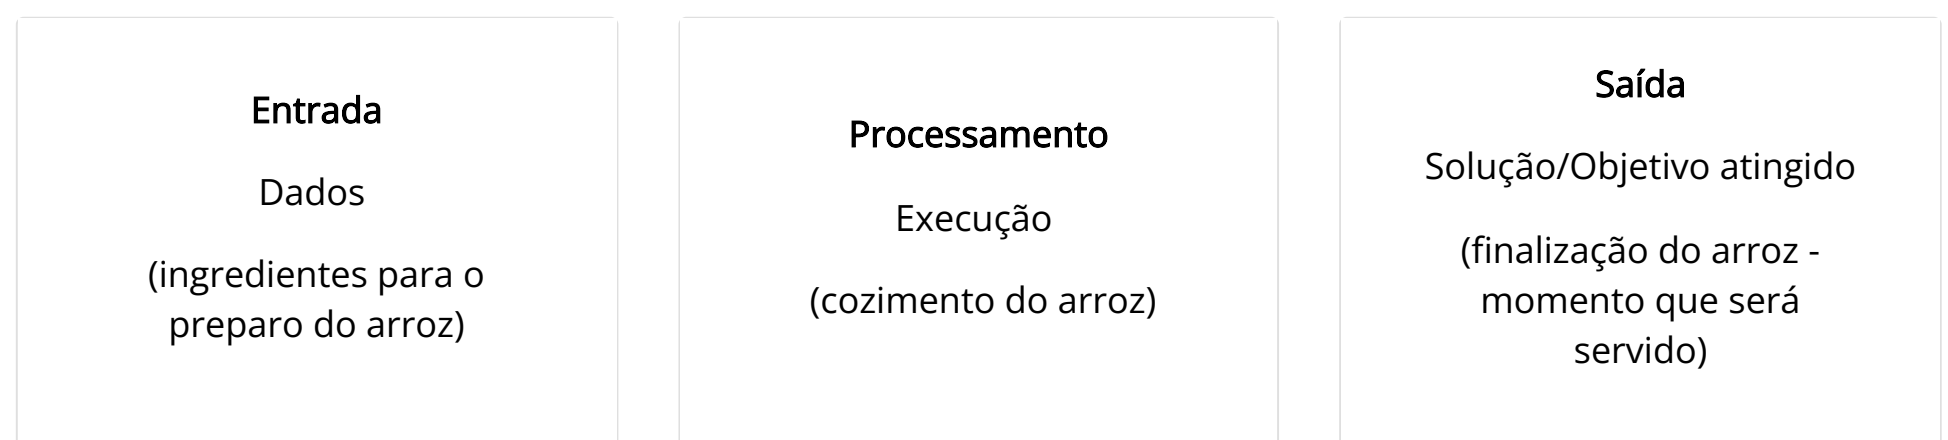 Entrada
Dados
(ingredientes para o
preparo do arroz)
Processamento
Execução
(cozimento do arroz)
Saída
Solução/Objetivo atingido
(finalização do arroz -
momento que será
servido)